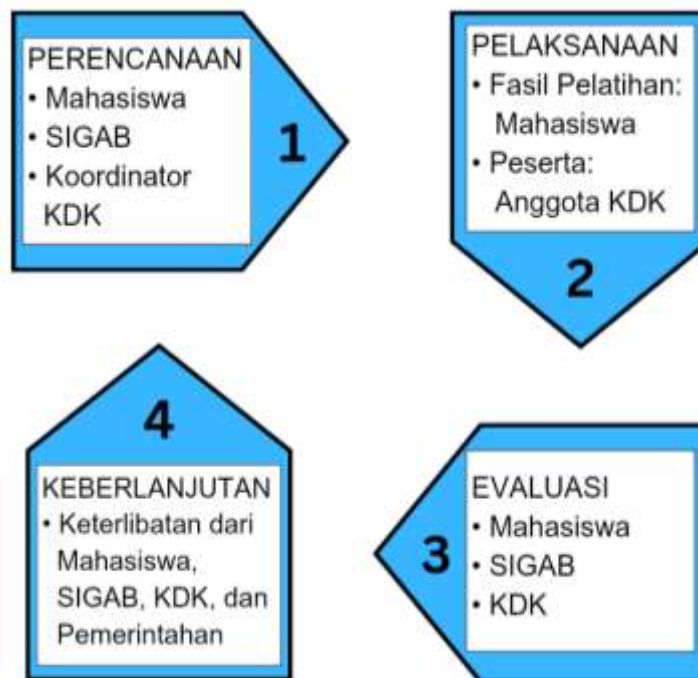 PERENCANAAN
• Mahasiswa
• SIGAB
• Koordinator
KDK
1
PELAKSANAAN
• Fasil Pelatihan:
Mahasiswa
• Peserta:
Anggota KDK
2
EVALUASI
• Mahasiswa
• SIGAB
• KDK
3
4
KEBERLANJUTAN
• Keterlibatan dari
Mahasiswa,
SIGAB, KDK, dan
Pemerintahan